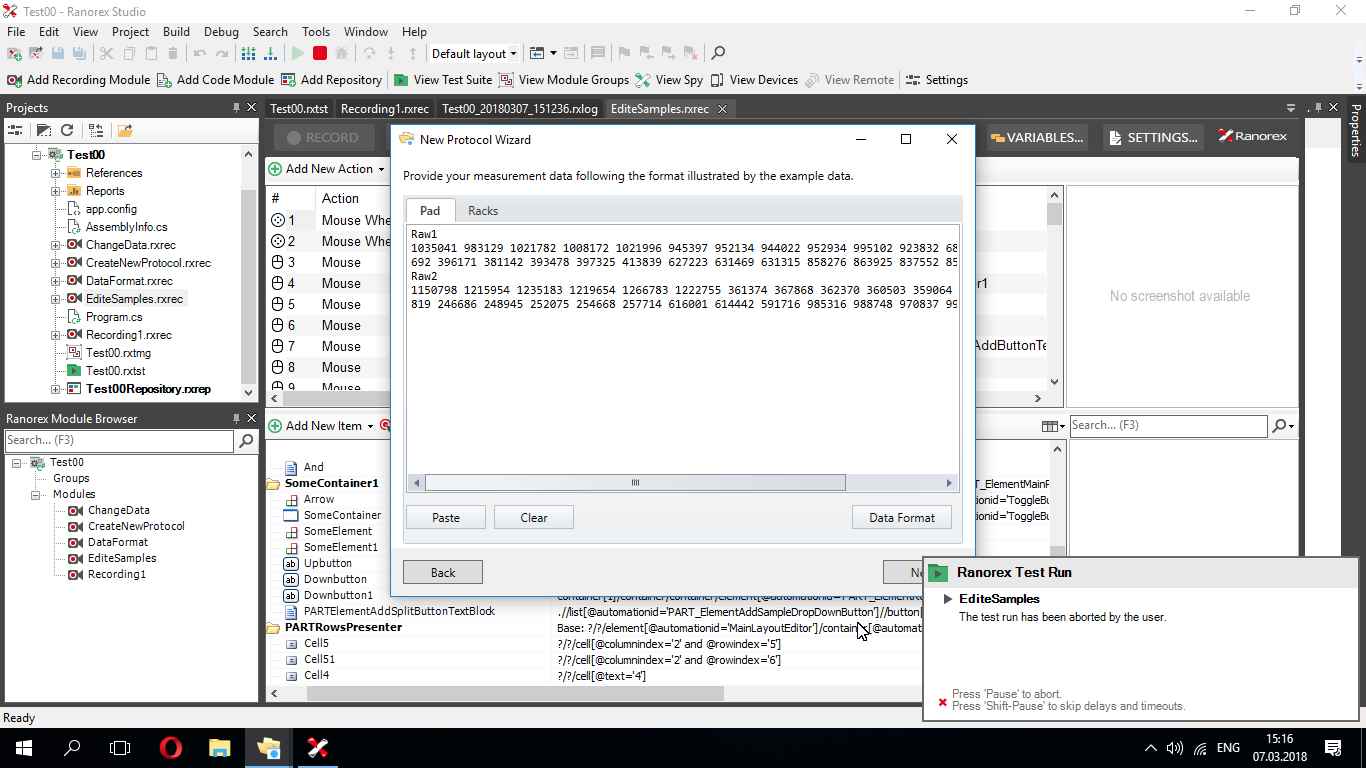 Test00 - Ranorex Studio
File Edit View Project Build Debug Search Tools Window Help
Default layout
Add Recording Module Add Code Module Add Repository View Test Suite View Module Groups View Spy View Devices View Remote Settings
Projects
Test00
References
Reports
app.config
AssemblyInfo.cs
ChangeData.rxrec
CreateNewProtocol.rxrec
DataFormat.rxrec
EditeSamples.rxrec
Program.cs
Recording1.rxrec
Test00.rxtmg
Test00.rxtst
Test00Repository.rxrep
Ranorex Module Browser
Search... (F3)
Test00
Groups
Modules
ChangeData
CreateNewProtocol
DataFormat
EditeSamples
Recording1
Test00.rxtst Recording1.rxrec Test00_20180307_151236.rxlog EditeSamples.rxrec
RECORD
VARIABLES... SETTINGS... Ranorex
Add New Action
# Action
1 Mouse Whe
2 Mouse Whe
3 Mouse
4 Mouse
r1
5 Mouse
6 Mouse
7 Mouse
AddButtonTe
8 Mouse
9 Mouse
No screenshot available
Properties
New Protocol Wizard
Provide your measurement data following the format illustrated by the example data.
Pad Racks
Raw1
1035041 983129 1021782 1008172 1021996 945397 952134 944022 952934 995102 923832 68
692 396171 381142 393478 397325 413839 627223 631469 631315 858276 863925 837552 85
Raw2
1150798 1215954 1235183 1219654 1266783 1222755 361374 367868 362370 360503 359064
819 246686 248945 252075 254668 257714 616001 614442 591716 985316 988748 970837 99
Paste Clear Data Format
Back Ne
Add New Item
Search... (F3)
And
SomeContainer1
T_ElementMainP
Arrow
ionid='ToggleBu
SomeContainer
ionid='ToggleBu
SomeElement
SomeElement1
Upbutton
Downbutton
Downbutton1
PARTElementAddSplitButtonTextBlock .//list[@automationid='PART_ElementAddSampleDropDownButton']//button[
PARTRowsPresenter Base: ?/?/element[@automationid='MainLayoutEditor']/contain [@automat
Cell5 ?/?/cell[@columnindex='2' and @rowindex='5']
Cell51 ?/?/cell[@columnindex='2' and @rowindex='6']
Cell4 ?/?/cell[@text='4']
Ranorex Test Run
EditeSamples
The test run has been aborted by the user.
Press 'Pause' to abort.
Press 'Shift-Pause' to skip delays and timeouts.
Ready
ENG
15:16
07.03.2018